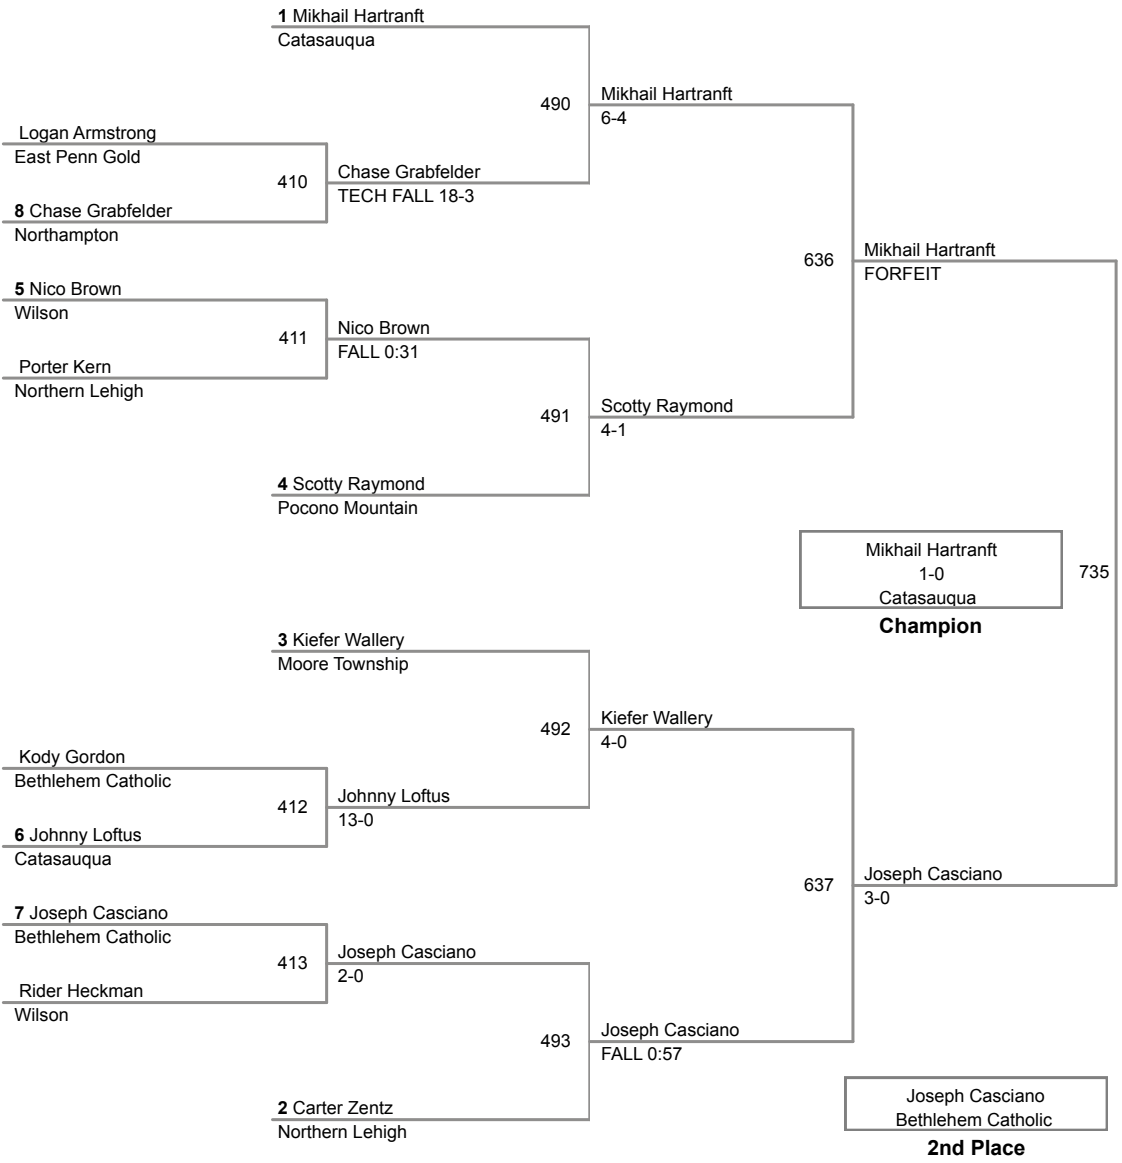 1 Mikhail Hartranft
Catasauqua
490
Mikhail Hartranft
6-4
Logan Armstrong
East Penn Gold
410
Chase Grabfelder
TECH FALL 18-3
8 Chase Grabfelder
Northampton
636
Mikhail Hartranft
FORFEIT
5 Nico Brown
Wilson
411
Nico Brown
FALL 0:31
Porter Kern
Northern Lehigh
491
Scotty Raymond
4-1
4 Scotty Raymond
Pocono Mountain
Mikhail Hartranft
1-0
Catasauqua
Champion
735
3 Kiefer Wallery
Moore Township
492
Kiefer Wallery
4-0
Kody Gordon
Bethlehem Catholic
412
Johnny Loftus
13-0
6 Johnny Loftus
Catasauqua
637
Joseph Casciano
3-0
7 Joseph Casciano
Bethlehem Catholic
413
Joseph Casciano
2-0
Rider Heckman
Wilson
493
Joseph Casciano
FALL 0:57
2 Carter Zentz
Northern Lehigh
Joseph Casciano
Bethlehem Catholic
2nd Place